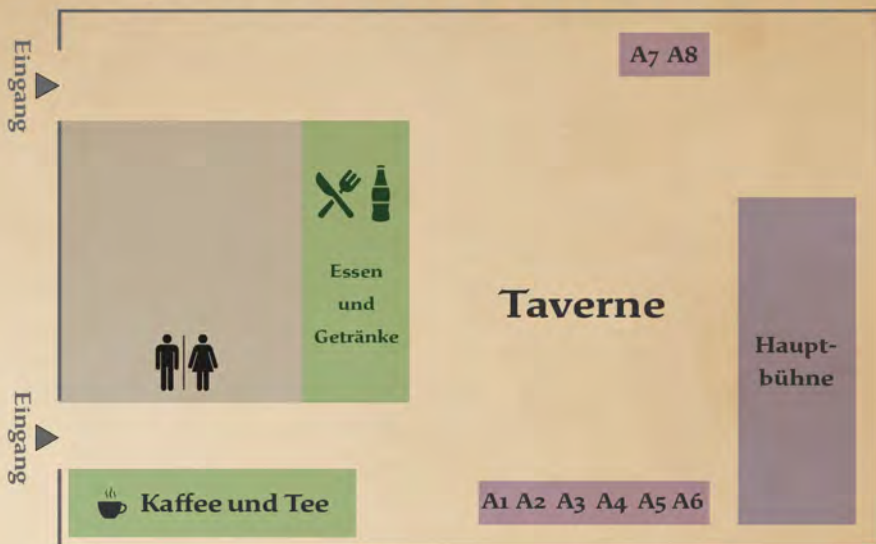 Eingang
A7 A8
Essen
und
Getränke
Taverne
Haupt-
bühne
Eingang
Kaffee und Tee
A1 A2 A3 A4 A5 A6